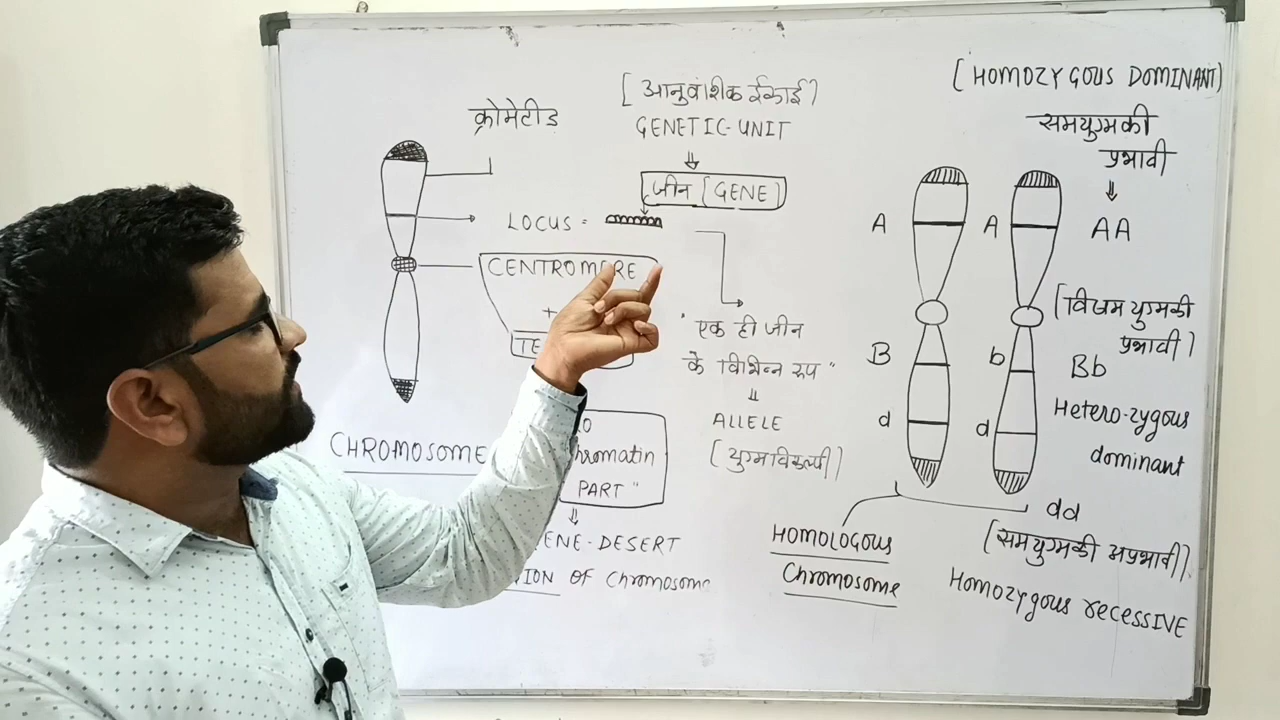 क्रोमेटीड
[आनुवांशिक ईकाई]
GENETIC-UNIT
⇓
जीन [GENE]
LOCUS =
CENTROMERE
+
CHROMOSOME
hromatin
PART"
⇓
ENE-DESERT
OF Chromosome
"एक ही जीन
के विभिन्न रूप"
⇓
ALLELE
[युग्मविकल्पी]
[HOMOZYGOUS DOMINANT]
समयुग्मकी
प्रभावी
⇓
A A AA
[विषम युग्मकी
प्रभावी]
B b Bb
Hetero-zygous
dominant
d d
dd
[समयुग्मकी अप्रभावी]
Homozygous recessIVE
HOMOLOGOUS
Chromosome